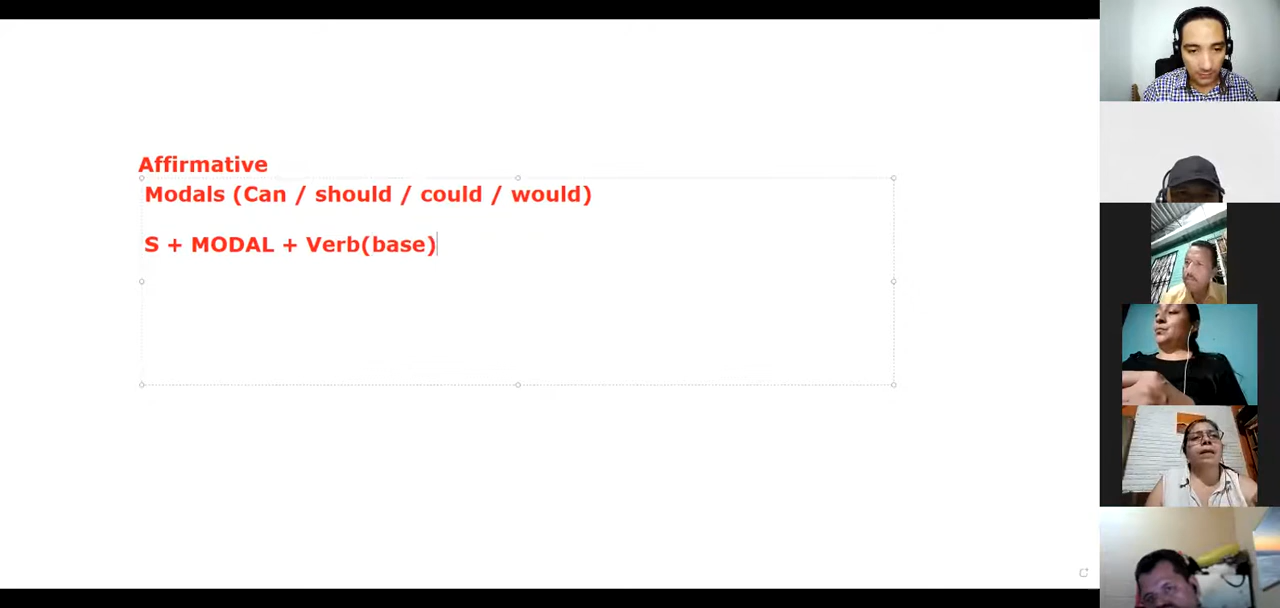 Affirmative
Modals (Can / should / could / would)
S + MODAL + Verb(base)